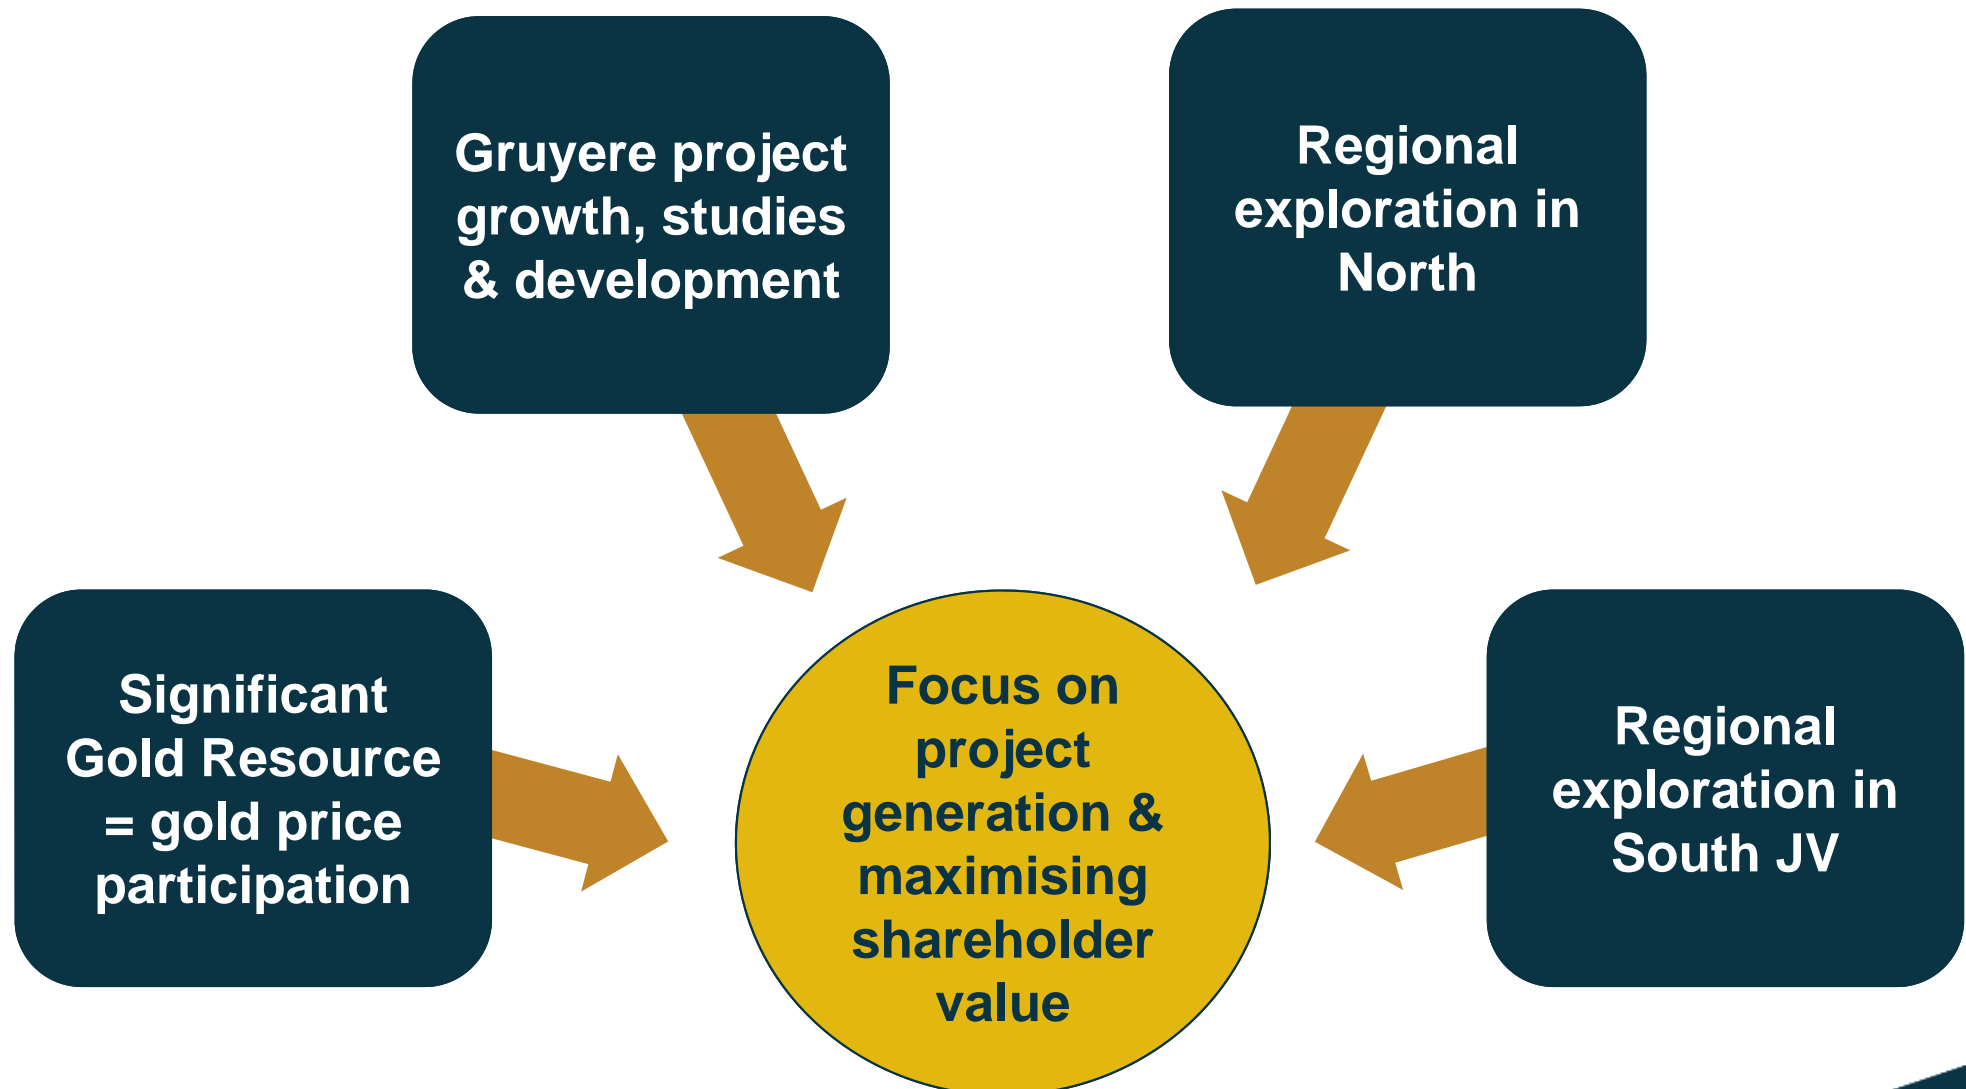 Gruyere project
growth, studies
& development
Regional
exploration in
North
Significant
Gold Resource
= gold price
participation
Focus on
project
generation &
maximising
shareholder
value
Regional
exploration in
South JV